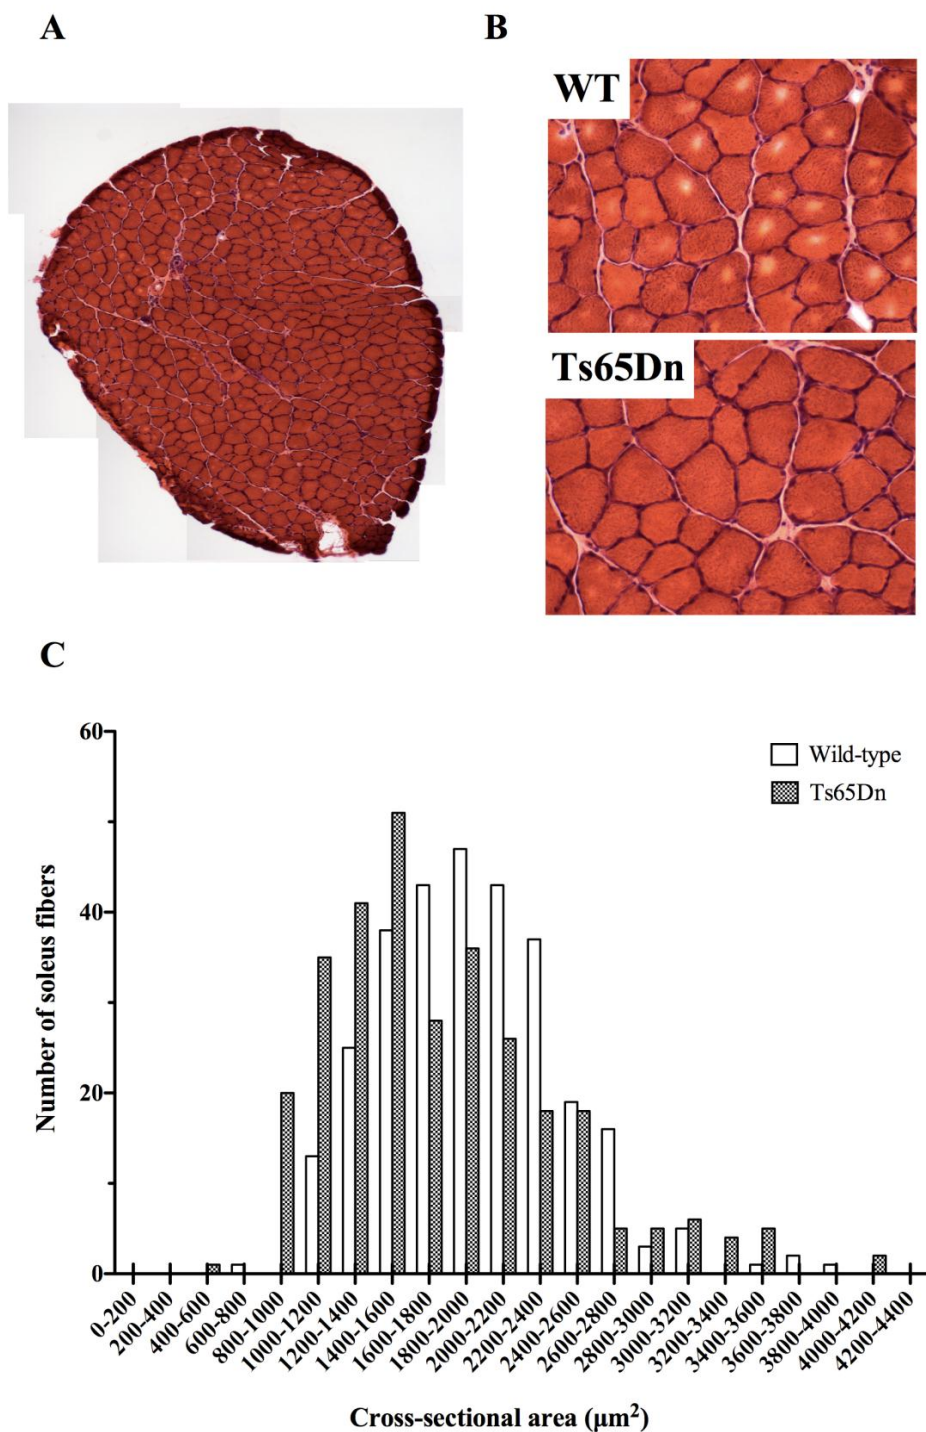 A
B
WT
Ts65Dn
C
60
40
20
0
Number of soleus fibers
Wild-type
Ts65Dn
0-200
200-400
400-600
600-800
800-1000
1000-1200
1200-1400
1400-1600
1600-1800
1800-2000
2000-2200
2200-2400
2400-2600
2600-2800
2800-3000
3000-3200
3200-3400
3400-3600
3600-3800
3800-4000
4000-4200
4200-4400
Cross-sectional area (μm²)